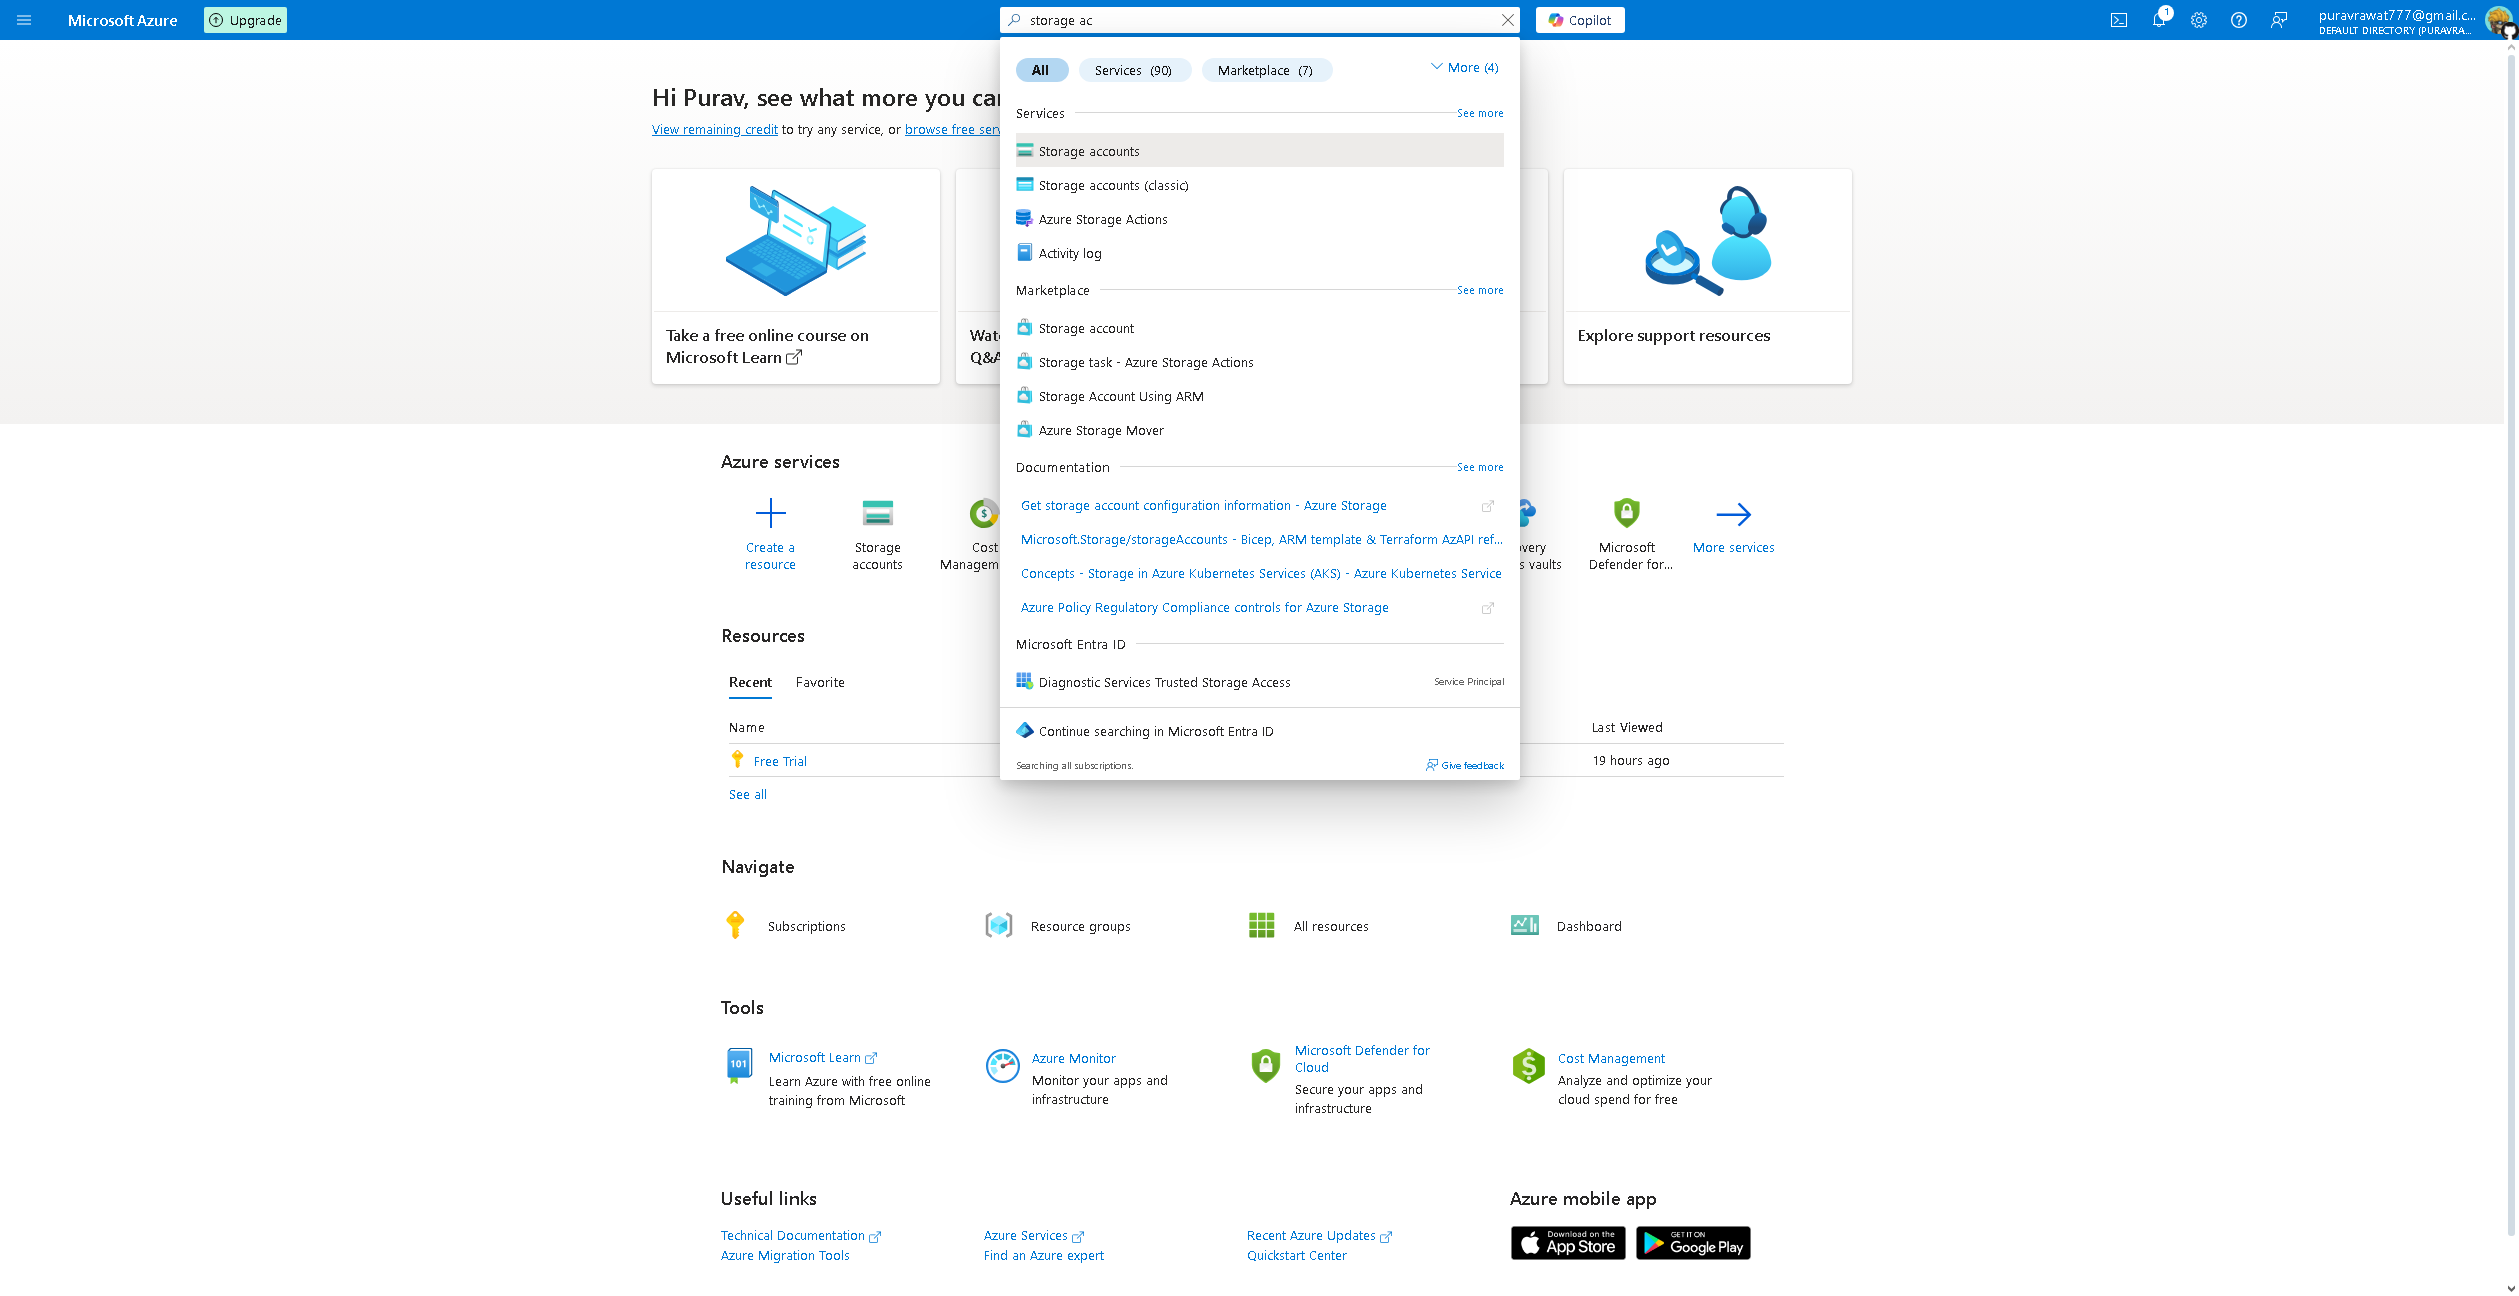 Microsoft Azure
Upgrade
storage ac
Copilot
1
puravrawat777@gmail.c...
DEFAULT DIRECTORY (PURAVRA...
All
Services (90)
Marketplace (7)
More (4)
Hi Purav, see what more you ca
View remaining credit to try any service, or browse free serv
Services
See more
Storage accounts
Storage accounts (classic)
Azure Storage Actions
Activity log
Marketplace
See more
Storage account
Storage task - Azure Storage Actions
Storage Account Using ARM
Azure Storage Mover
Documentation
See more
Get storage account configuration information - Azure Storage
Microsoft.Storage/storageAccounts - Bicep, ARM template & Terraform AzAPI ref...
Concepts - Storage in Azure Kubernetes Services (AKS) - Azure Kubernetes Service
Azure Policy Regulatory Compliance controls for Azure Storage
Microsoft Entra ID
Diagnostic Services Trusted Storage Access
Service Principal
Continue searching in Microsoft Entra ID
Searching all subscriptions.
Give feedback
Take a free online course on
Microsoft Learn
Wat
Q&A
Explore support resources
Azure services
Create a
resource
Storage
accounts
Cost
Managem
overy
s vaults
Microsoft
Defender for...
More services
Resources
Recent
Favorite
Name
Last Viewed
Free Trial
19 hours ago
See all
Navigate
Subscriptions
Resource groups
All resources
Dashboard
Tools
101
Microsoft Learn
Learn Azure with free online
training from Microsoft
Azure Monitor
Monitor your apps and
infrastructure
Microsoft Defender for
Cloud
Secure your apps and
infrastructure
Cost Management
Analyze and optimize your
cloud spend for free
Useful links
Azure mobile app
Technical Documentation
Azure Migration Tools
Azure Services
Find an Azure expert
Recent Azure Updates
Quickstart Center
Download on the
App Store
GET IT ON
Google Play